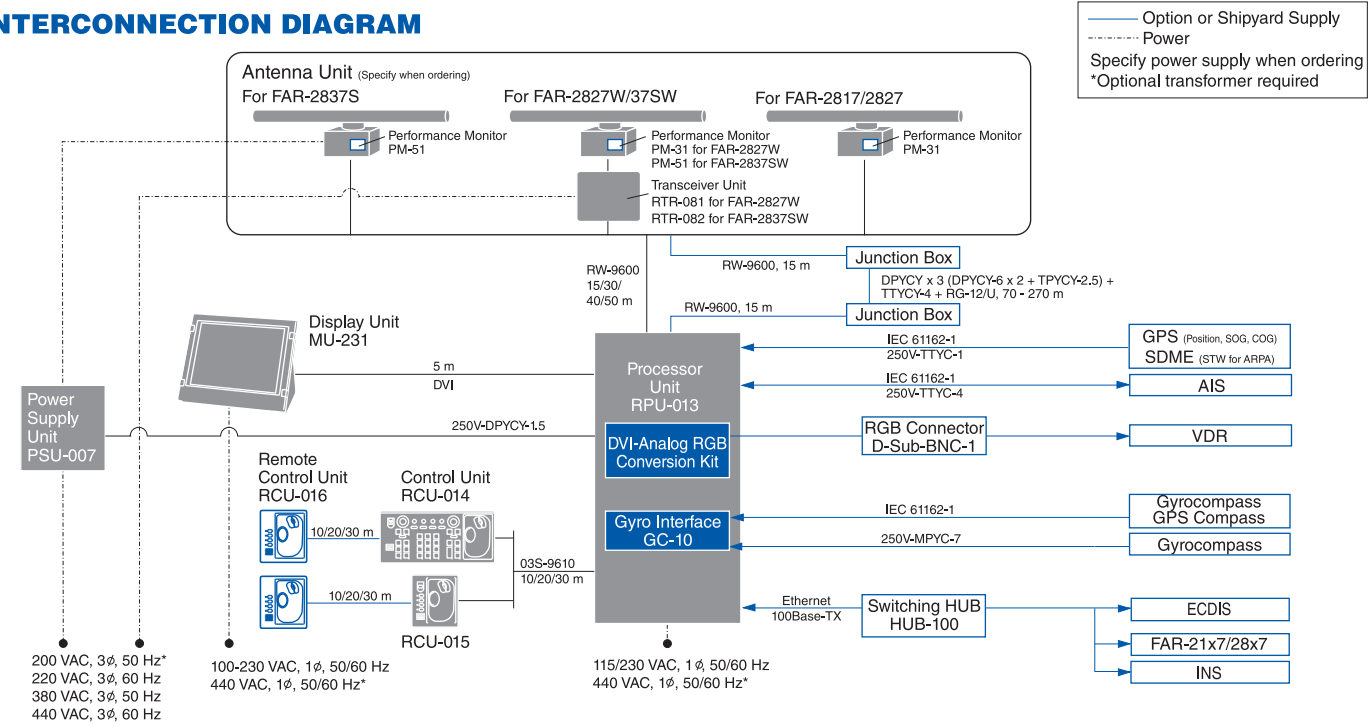 INTERCONNECTION DIAGRAM
Option or Shipyard Supply
Power
Specify power supply when ordering
*Optional transformer required
Antenna Unit (Specify when ordering)
For FAR-2837S
For FAR-2827W/37SW
For FAR-2817/2827
Performance Monitor
PM-51
Performance Monitor
PM-31 for FAR-2827W
PM-51 for FAR-2837SW
Performance Monitor
PM-31
Transceiver Unit
RTR-081 for FAR-2827W
RTR-082 for FAR-2837SW
RW-9600
15/30/
40/50 m
RW-9600, 15 m
Junction Box
DPYCY x 3 (DPYCY-6 x 2 + TPYCY-2.5) +
TTYCY-4 + RG-12/U, 70 - 270 m
RW-9600, 15 m
Junction Box
Display Unit
MU-231
5 m
DVI
Processor
Unit
RPU-013
IEC 61162-1
250V-TTYC-1
GPS (Position, SOG, COG)
SDME (STW for ARPA)
IEC 61162-1
250V-TTYC-4
AIS
Power
Supply
Unit
PSU-007
250V-DPYCY-1.5
DVI-Analog RGB
Conversion Kit
RGB Connector
D-Sub-BNC-1
VDR
Remote
Control Unit
RCU-016
Control Unit
RCU-014
10/20/30 m
Gyro Interface
GC-10
IEC 61162-1
Gyrocompass
GPS Compass
250V-MPYC-7
Gyrocompass
03S-9610
10/20/30 m
10/20/30 m
RCU-015
Ethernet
100Base-TX
Switching HUB
HUB-100
ECDIS
FAR-21x7/28x7
INS
200 VAC, 3ø, 50 Hz*
220 VAC, 3ø, 60 Hz
380 VAC, 3ø, 50 Hz
440 VAC, 3ø, 60 Hz
100-230 VAC, 1ø, 50/60 Hz
440 VAC, 1ø, 50/60 Hz*
115/230 VAC, 1ø, 50/60 Hz
440 VAC, 1ø, 50/60 Hz*